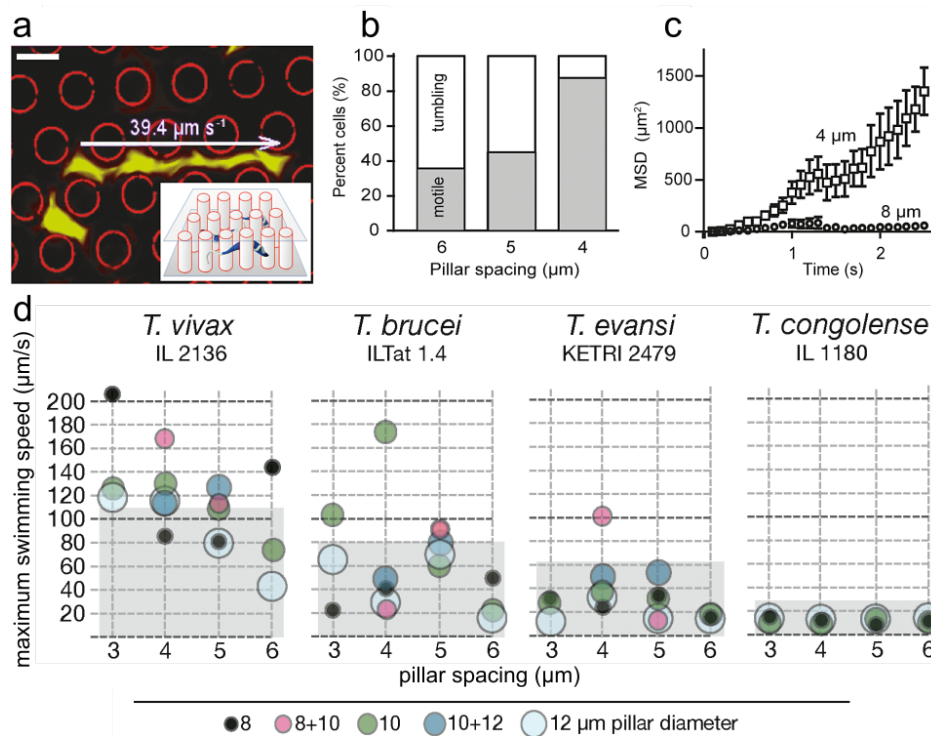 a
39.4 µm s⁻¹
b
Percent cells (%)
100
80
60
40
20
0
tumbling
motile
6 5 4
Pillar spacing (µm)
c
MSD
(µm²)
1500
1000
500
0
4 µm
8 µm
0 1 2
Time (s)
d
T. vivax T. brucei T. evansi T. congolense
IL 2136 ILTat 1.4 KETRI 2479 IL 1180
maximum swimming speed (µm/s)
200
180
160
140
120
100
80
60
40
20
3 4 5 6 3 4 5 6 3 4 5 6 3 4 5 6
pillar spacing (µm)
8 8+10 10 10+12 12 µm pillar diameter